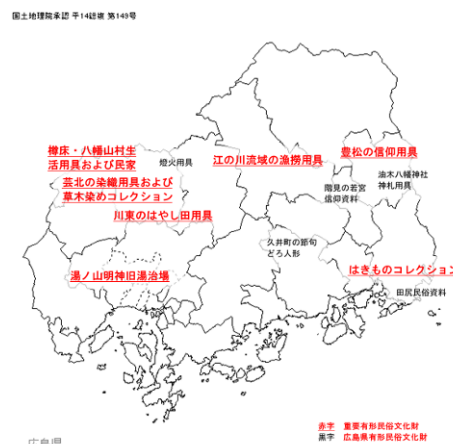 国土地理院承認 平14総複 第149号
樽床・八幡山村生
活用具および民家
燈火用具
江の川流域の漁撈用具
豊松の信仰用具
芸北の染織用具および
草木染めコレクション
油木八幡神社
神札用具
階見の若宮
信仰資料
川東のはやし田用具
久井町の節句
どろ人形
湯ノ山明神旧湯治場
はきものコレクション
田尻民俗資料
赤字 重要有形民俗文化財
黒字 広島県有形民俗文化財
広島県